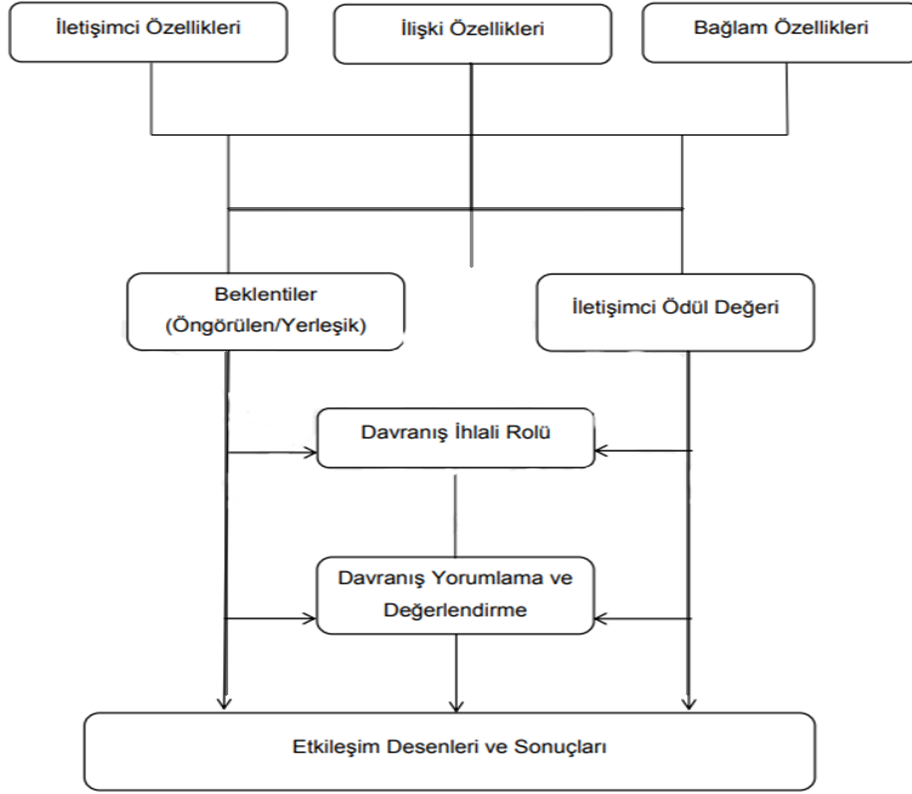 İletişimci Özellikleri
İlişki Özellikleri
Bağlam Özellikleri
Beklentiler
(Öngörülen/Yerleşik)
İletişimci Ödül Değeri
Davranış İhlali Rolü
Davranış Yorumlama ve
Değerlendirme
Etkileşim Desenleri ve Sonuçları